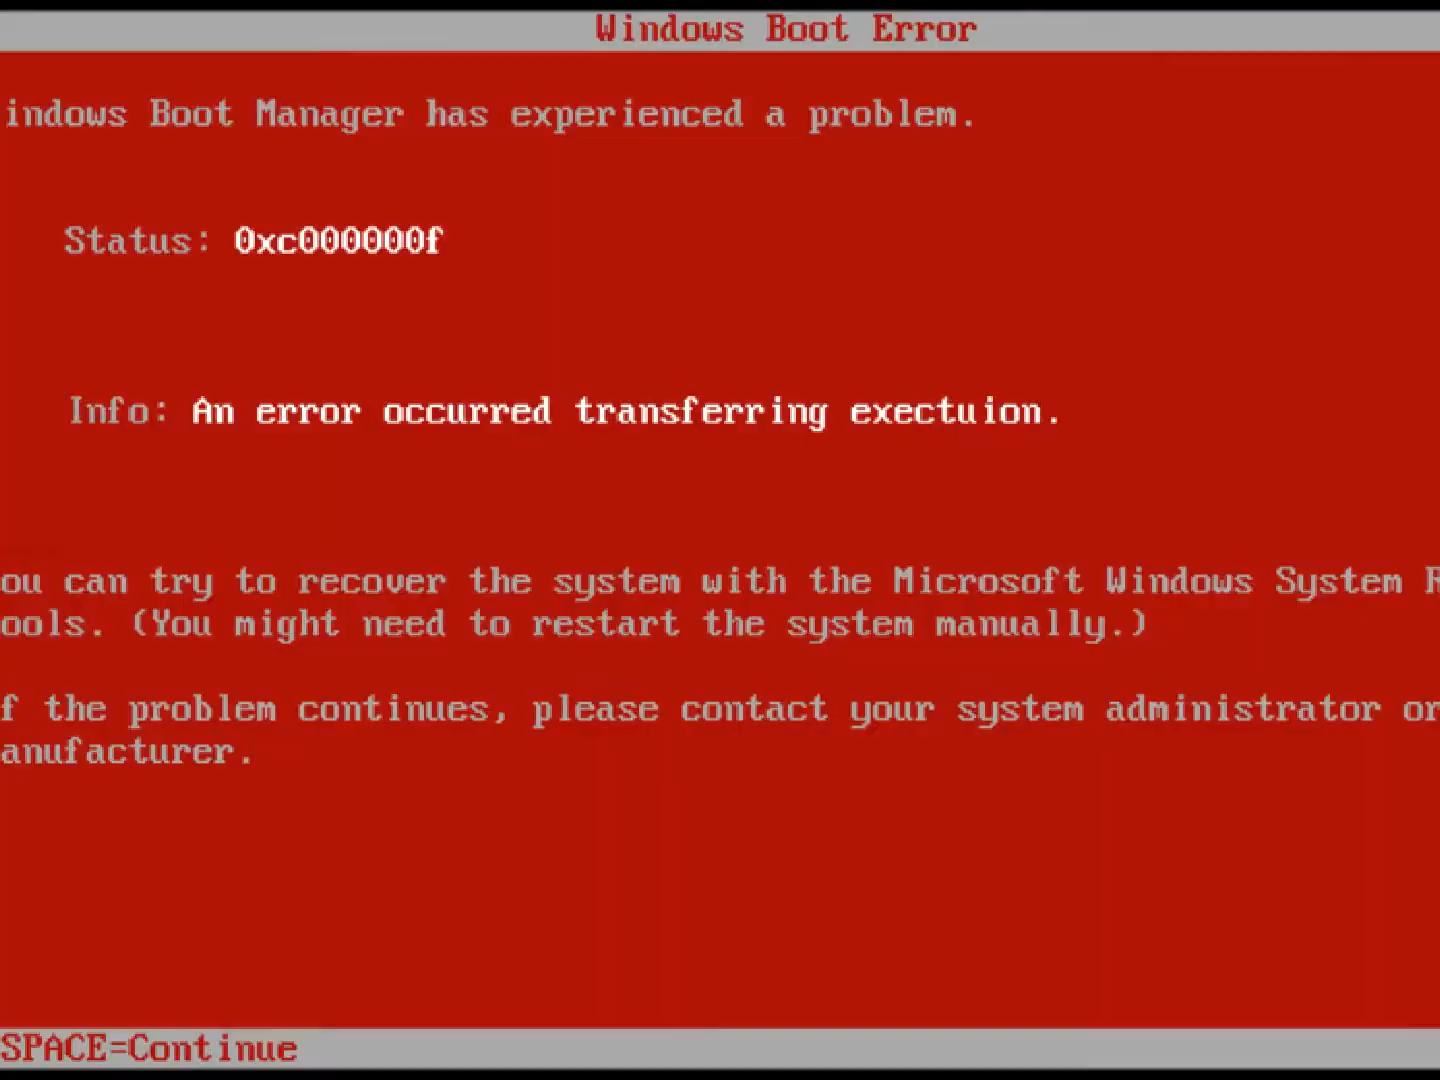 Windows Boot Error
indows Boot Manager has experienced a problem.
Status: 0xc000000f
Info: An error occurred transferring exectuion.
ou can try to recover the system with the Microsoft Windows System R
ools. (You might need to restart the system manually.)
f the problem continues, please contact your system administrator or
anufacturer.
SPACE=Continue